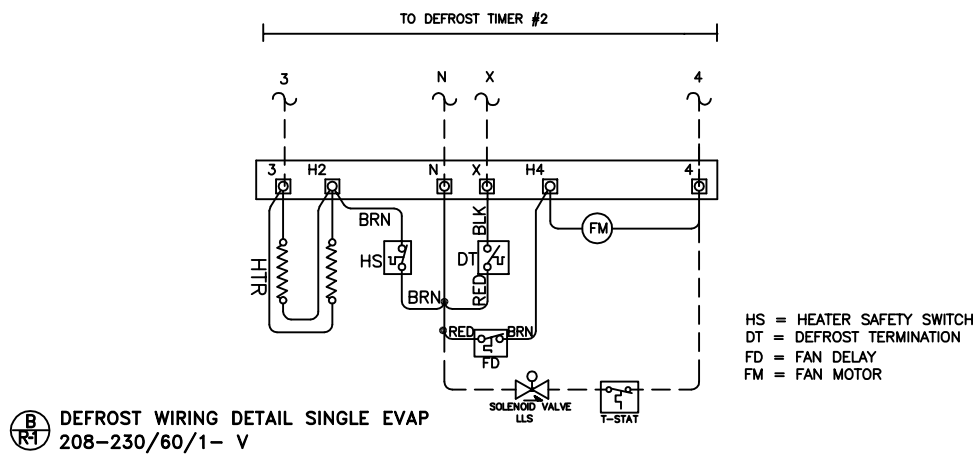 TO DEFROST TIMER #2
3 N X 4
3 H2 N X H4 4
BRN
BLK
FM
HTR
HS
DT
BRN
RED
RED
BRN
FD
HS = HEATER SAFETY SWITCH
DT = DEFROST TERMINATION
FD = FAN DELAY
FM = FAN MOTOR
SOLENOID VALVE
LLS
T-STAT
B
R-1
DEFROST WIRING DETAIL SINGLE EVAP
208-230/60/1- V